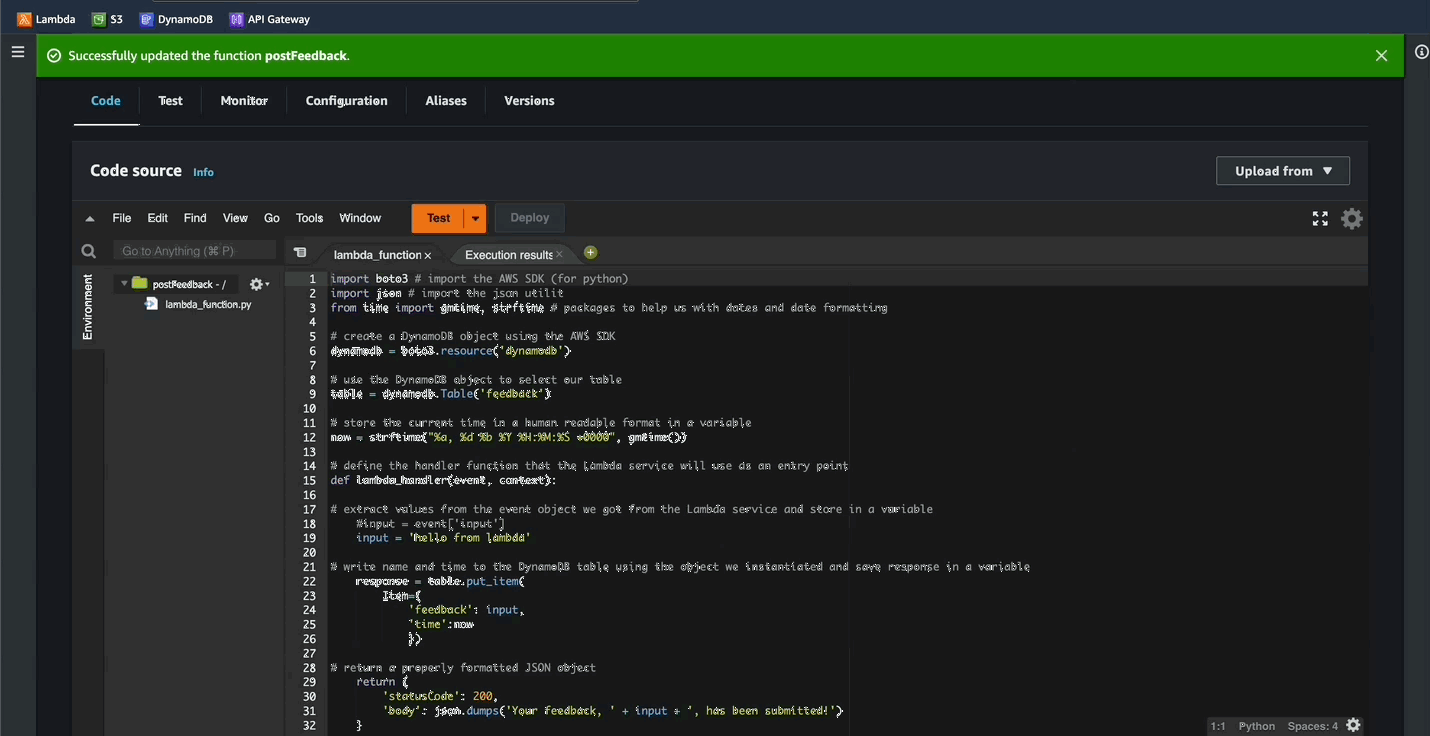 Lambda S3 DynamoDB API Gateway
Successfully updated the function postFeedback.
Code Test Monitor Configuration Aliases Versions
Code source Info
Upload from
File Edit Find View Go Tools Window Test Deploy
Go to Anything (⌘ P)
lambda_function Execution results
Environment
postFeedback - /
lambda_function.py
1 import boto3 # import the AWS SDK (for python)
2 import json # import the json utilit
3 from time import gmtime, strftime # packages to help us with dates and date formatting
4
5 # create a DynamoDB object using the AWS SDK
6 dynamodb = boto3.resource('dynamodb')
7
8 # use the DynamoDB object to select our table
9 table = dynamodb.Table('feedback')
10
11 # store the current time in a human readable format in a variable
12 now = strftime("%a, %d %b %Y %H:%M:%S +0000", gmtime())
13
14 # define the handler function that the Lambda service will use as an entry point
15 def lambda_handler(event, context):
16
17 # extract values from the event object we got from the Lambda service and store in a variable
18 #input = event['input']
19 input = 'hello from lambda'
20
21 # write name and time to the DynamoDB table using the object we instantiated and save response in a variable
22 response = table.put_item(
23 Item={
24 'feedback': input,
25 'time':now
26 })
27
28 # return a properly formatted JSON object
29 return {
30 'statusCode': 200,
31 'body': json.dumps('Your feedback, ' + input + ', has been submitted!')
32 }
1:1 Python Spaces: 4